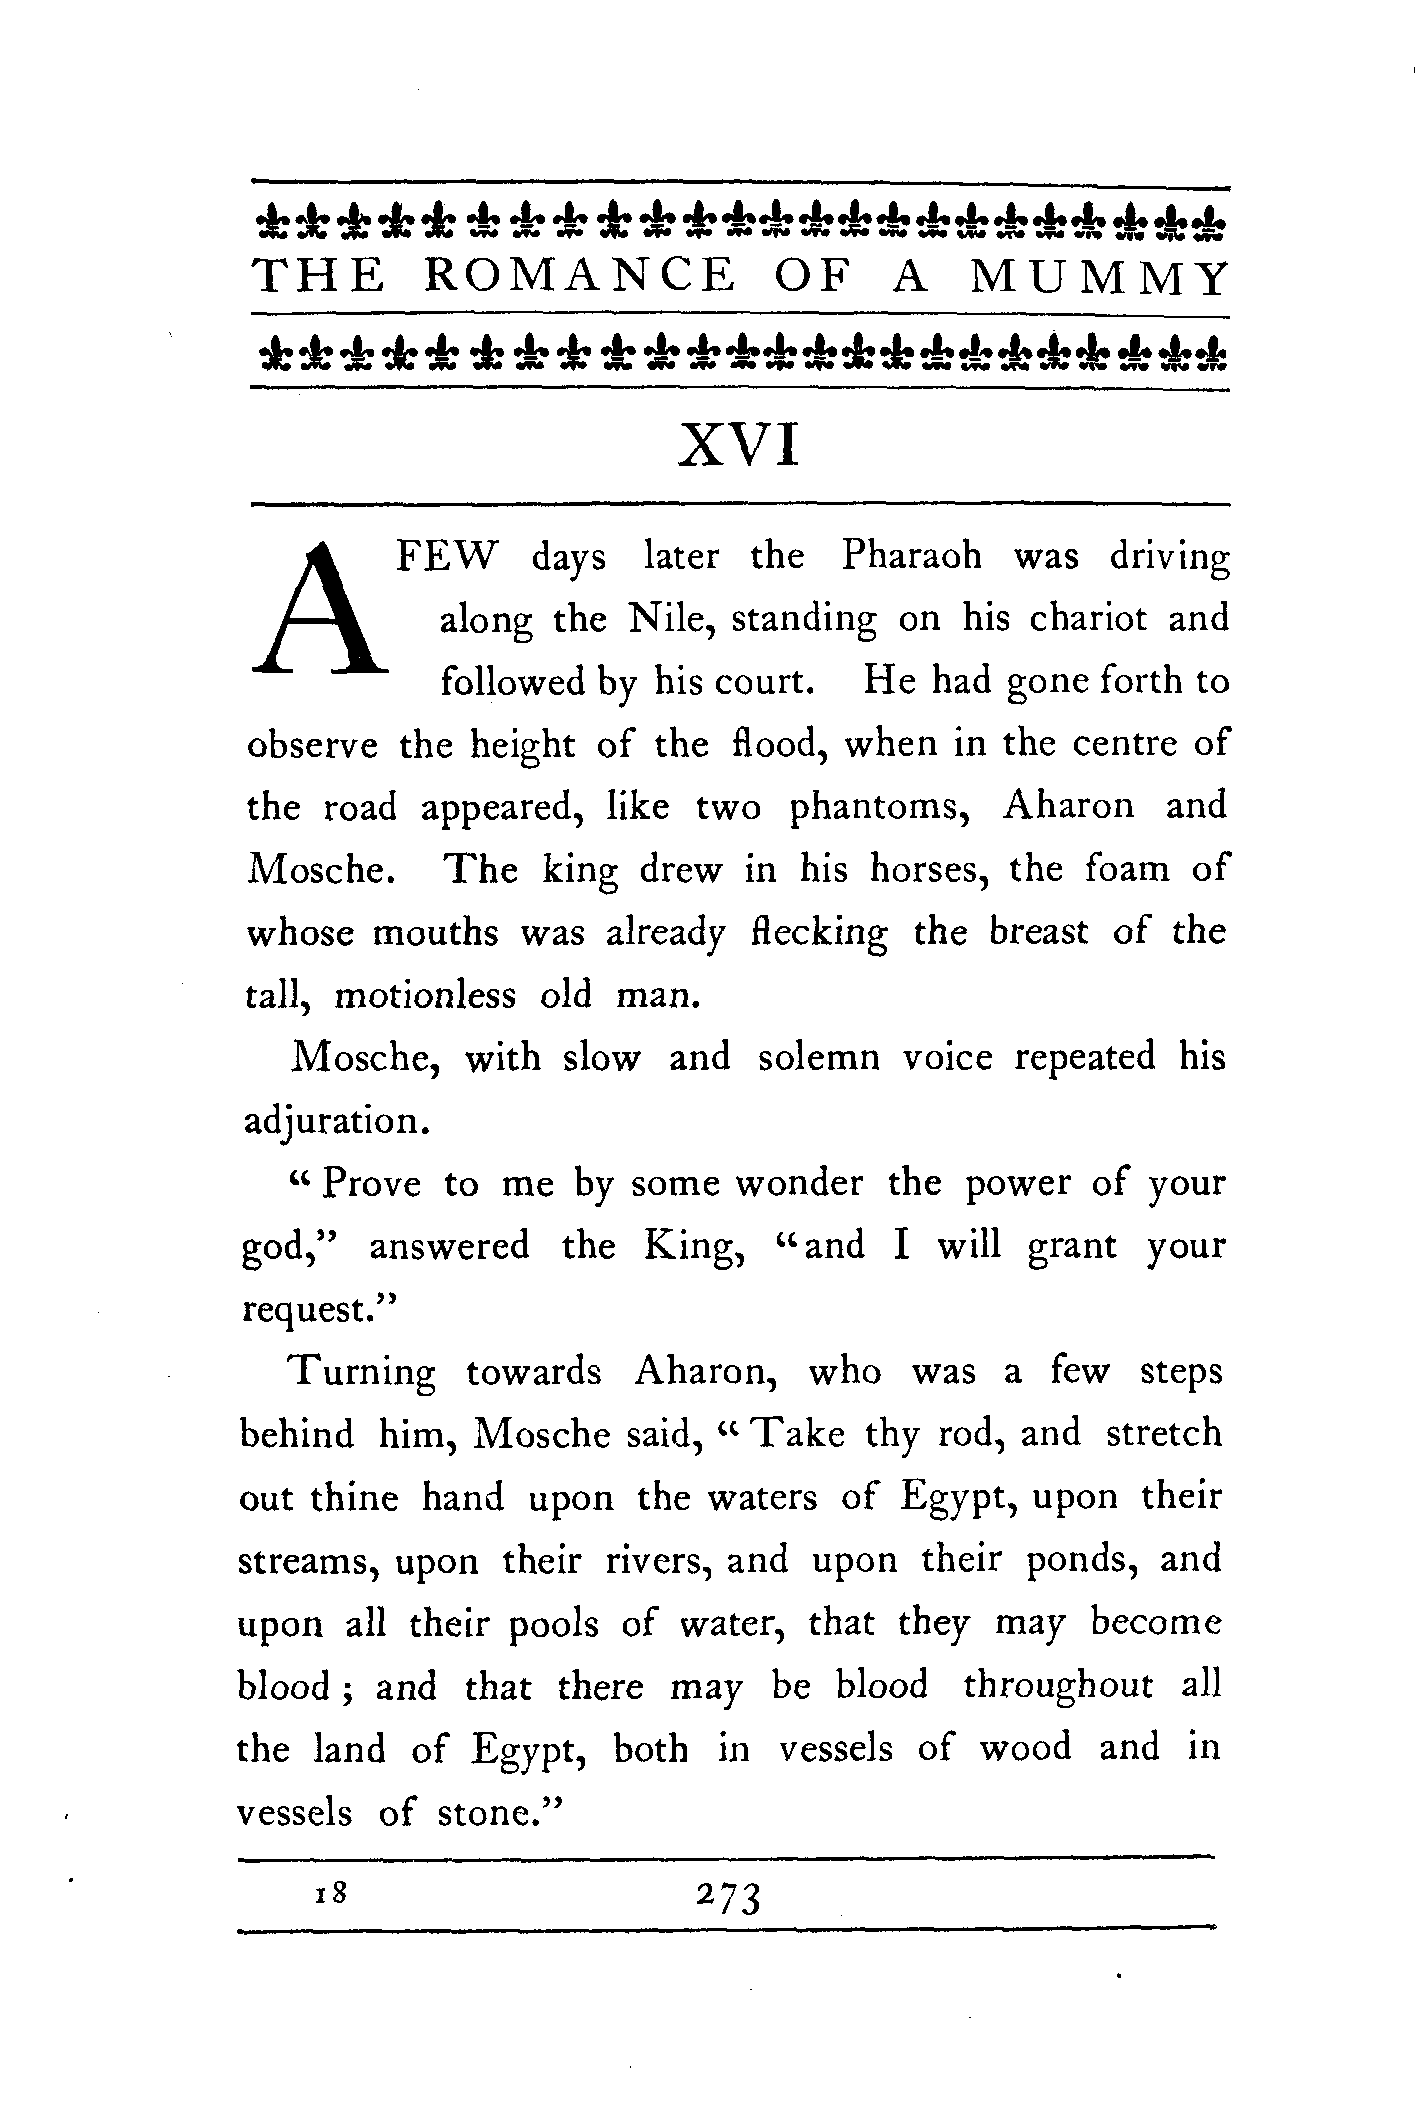 THE ROMANCE OF A MUMMY
XVI
A FEW days later the Pharaoh was driving
along the Nile, standing on his chariot and
followed by his court. He had gone forth to
observe the height of the flood, when in the centre of
the road appeared, like two phantoms, Aharon and
Mosche. The king drew in his horses, the foam of
whose mouths was already flecking the breast of the
tall, motionless old man.
Mosche, with slow and solemn voice repeated his
adjuration.
“ Prove to me by some wonder the power of your
god,” answered the King, “and I will grant your
request.”
Turning towards Aharon, who was a few steps
behind him, Mosche said, “ Take thy rod, and stretch
out thine hand upon the waters of Egypt, upon their
streams, upon their rivers, and upon their ponds, and
upon all their pools of water, that they may become
blood ; and that there may be blood throughout all
the land of Egypt, both in vessels of wood and in
vessels of stone.”
18 273